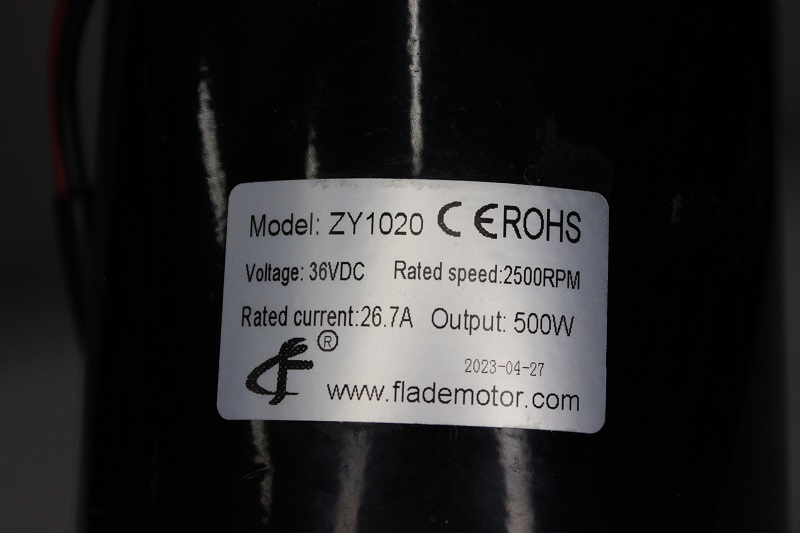 Model: ZY1020 CE ROHS
Voltage: 36VDC Rated speed:2500RPM
Rated current:26.7A Output: 500W
®
2023-04-27
www.flademotor.com